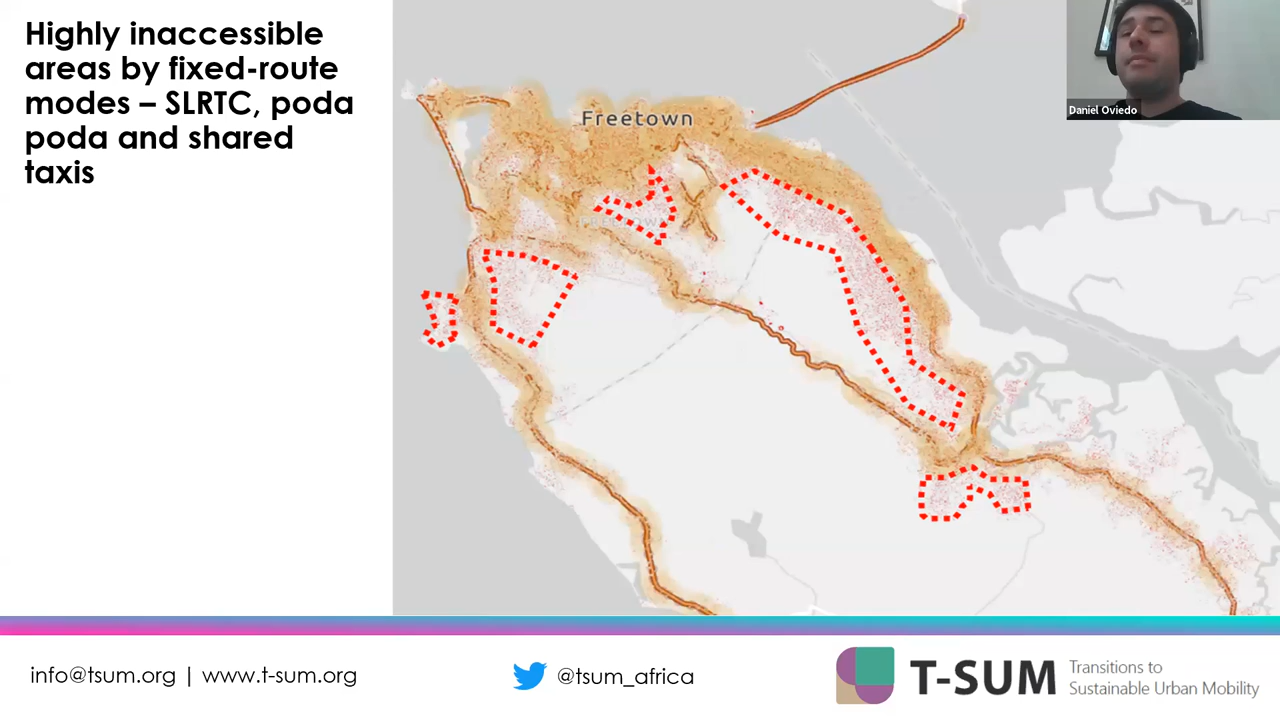 Highly inaccessible
areas by fixed-route
modes – SLRTC, poda
poda and shared
taxis
Freetown
Daniel Oviedo
info@tsum.org | www.t-sum.org
@tsum_africa
T-SUM
Transitions to
Sustainable Urban Mobility